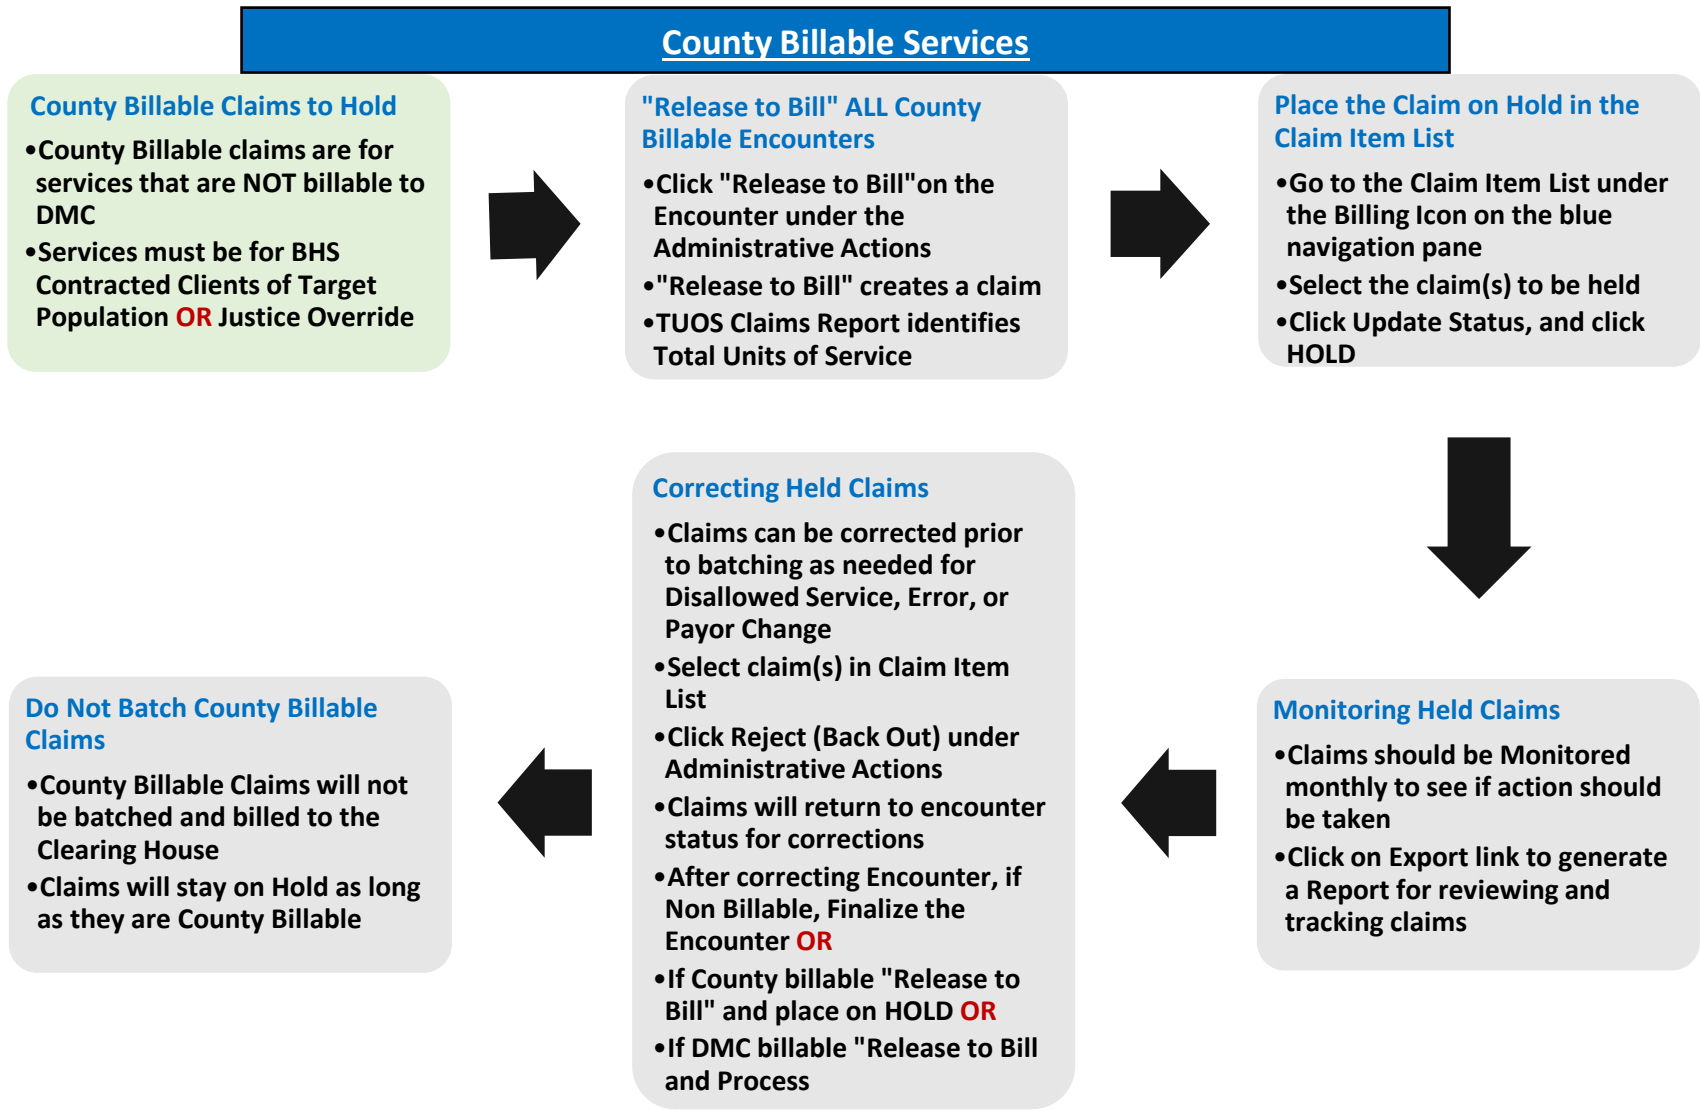 County Billable Services
County Billable Claims to Hold
•County Billable claims are for
services that are NOT billable to
DMC
•Services must be for BHS
Contracted Clients of Target
Population OR Justice Override
"Release to Bill" ALL County
Billable Encounters
•Click "Release to Bill"on the
Encounter under the
Administrative Actions
•"Release to Bill" creates a claim
•TUOS Claims Report identifies
Total Units of Service
Place the Claim on Hold in the
Claim Item List
•Go to the Claim Item List under
the Billing Icon on the blue
navigation pane
•Select the claim(s) to be held
•Click Update Status, and click
HOLD
Monitoring Held Claims
•Claims should be Monitored
monthly to see if action should
be taken
•Click on Export link to generate
a Report for reviewing and
tracking claims
Correcting Held Claims
•Claims can be corrected prior
to batching as needed for
Disallowed Service, Error, or
Payor Change
•Select claim(s) in Claim Item
List
•Click Reject (Back Out) under
Administrative Actions
•Claims will return to encounter
status for corrections
•After correcting Encounter, if
Non Billable, Finalize the
Encounter OR
•If County billable "Release to
Bill" and place on HOLD OR
•If DMC billable "Release to Bill
and Process
Do Not Batch County Billable
Claims
•County Billable Claims will not
be batched and billed to the
Clearing House
•Claims will stay on Hold as long
as they are County Billable